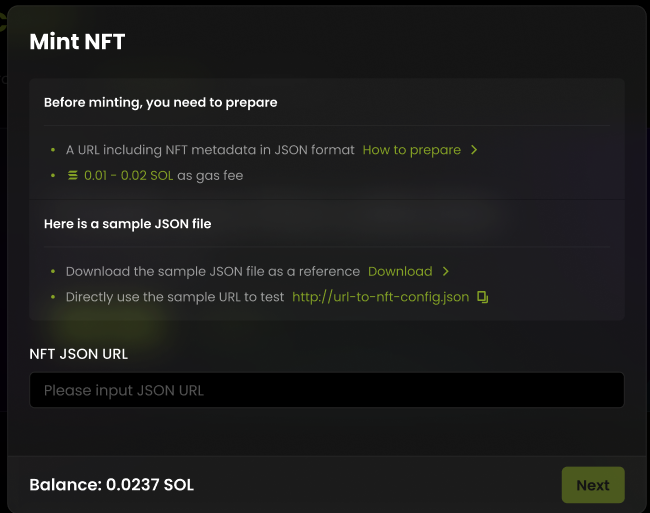 Mint NFT
Before minting, you need to prepare
A URL including NFT metadata in JSON format How to prepare
0.01 - 0.02 SOL as gas fee
Here is a sample JSON file
Download the sample JSON file as a reference Download
Directly use the sample URL to test http://url-to-nft-config.json
NFT JSON URL
Please input JSON URL
Balance: 0.0237 SOL
Next